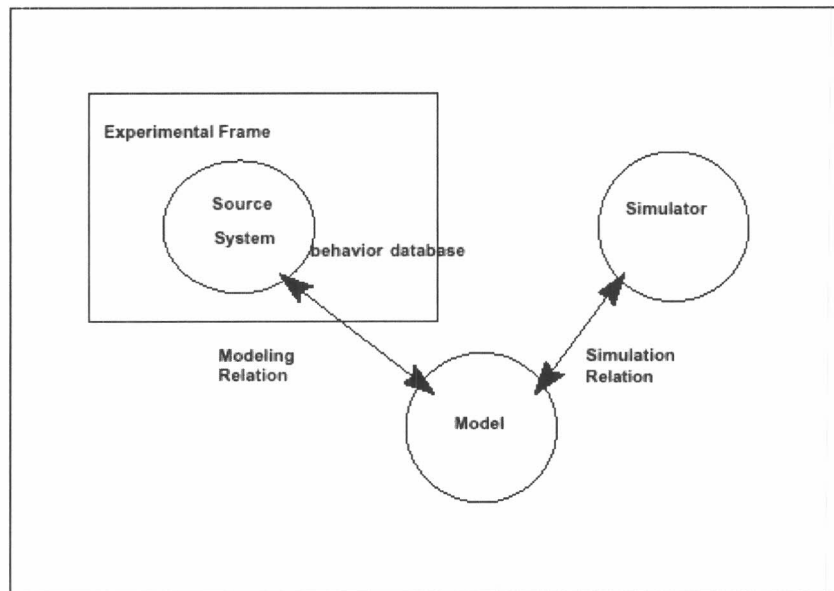 Experimental Frame
Source
System
behavior database
Simulator
Modeling
Relation
Simulation
Relation
Model